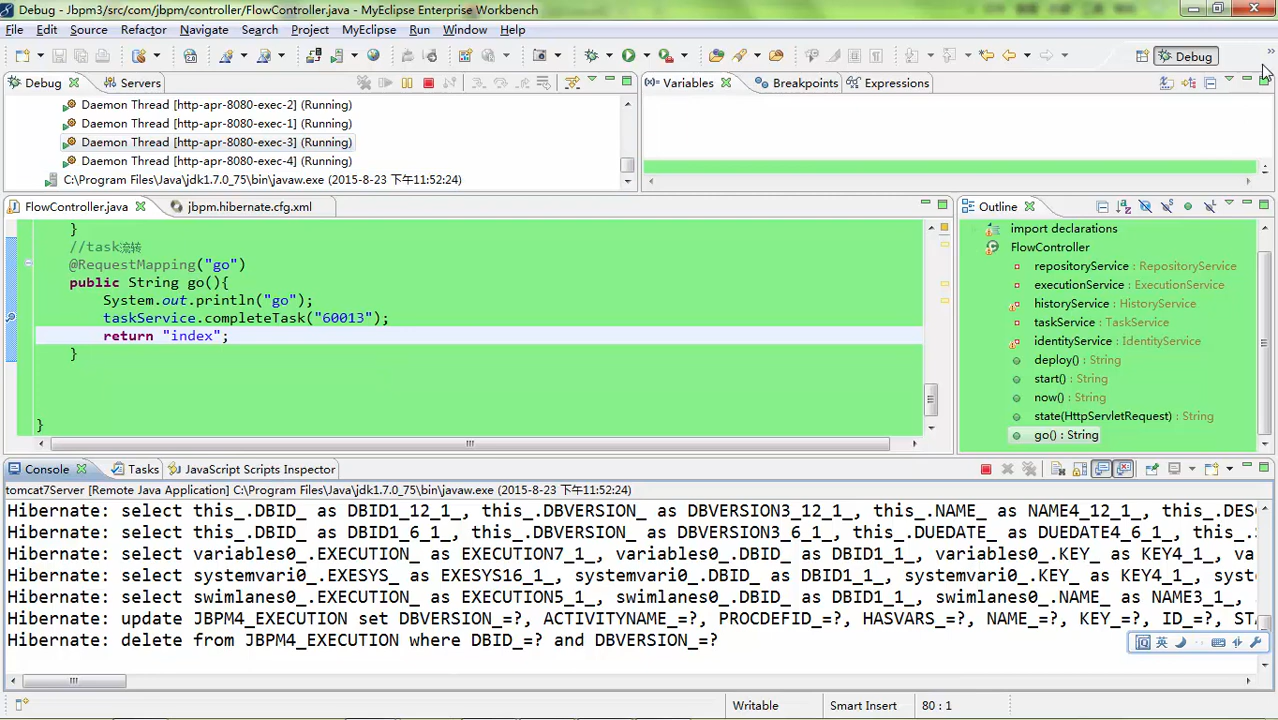 Debug - Jbpm3/src/com/jbpm/controller/FlowController.java - MyEclipse Enterprise Workbench
File Edit Source Refactor Navigate Search Project MyEclipse Run Window Help
Debug
Debug Servers
Variables Breakpoints Expressions
Daemon Thread [http-apr-8080-exec-2] (Running)
Daemon Thread [http-apr-8080-exec-1] (Running)
Daemon Thread [http-apr-8080-exec-3] (Running)
Daemon Thread [http-apr-8080-exec-4] (Running)
C:\Program Files\Java\jdk1.7.0_75\bin\javaw.exe (2015-8-23 下午11:52:24)
FlowController.java jbpm.hibernate.cfg.xml
}
//task流转
@RequestMapping("go")
public String go(){
System.out.println("go");
taskService.completeTask("60013");
return "index";
}
}
Outline
import declarations
FlowController
repositoryService : RepositoryService
executionService : ExecutionService
historyService : HistoryService
taskService : TaskService
identityService : IdentityService
deploy() : String
start() : String
now() : String
state(HttpServletRequest) : String
go() : String
Console Tasks JavaScript Scripts Inspector
tomcat7Server [Remote Java Application] C:\Program Files\Java\jdk1.7.0_75\bin\javaw.exe (2015-8-23 下午11:52:24)
Hibernate: select this_.DBID_ as DBID1_12_1_, this_.DBVERSION_ as DBVERSION3_12_1_, this_.NAME_ as NAME4_12_1_, this_.DES
Hibernate: select this_.DBID_ as DBID1_6_1_, this_.DBVERSION_ as DBVERSION3_6_1_, this_.DUEDATE_ as DUEDATE4_6_1_, this_.
Hibernate: select variables0_.EXECUTION_ as EXECUTION7_1_, variables0_.DBID_ as DBID1_1_, variables0_.KEY_ as KEY4_1_, va
Hibernate: select systemvari0_.EXESYS_ as EXESYS16_1_, systemvari0_.DBID_ as DBID1_1_, systemvari0_.KEY_ as KEY4_1_, syst
Hibernate: select swimlanes0_.EXECUTION_ as EXECUTION5_1_, swimlanes0_.DBID_ as DBID1_1_, swimlanes0_.NAME_ as NAME3_1_,
Hibernate: update JBPM4_EXECUTION set DBVERSION_=?, ACTIVITYNAME_=?, PROCDEFID_=?, HASVARS_=?, NAME_=?, KEY_=?, ID_=?, STA
Hibernate: delete from JBPM4_EXECUTION where DBID_=? and DBVERSION_=?
英
Writable Smart Insert 80 : 1